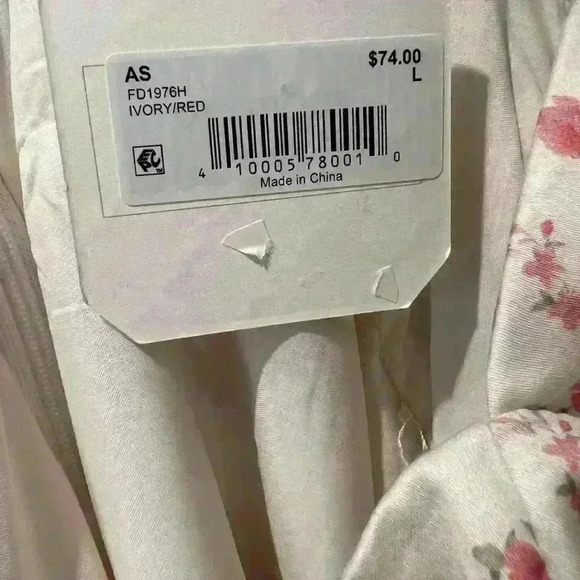 AS $74.00
FD1976H L
IVORY/RED
4 10005 78001 0
Made in China